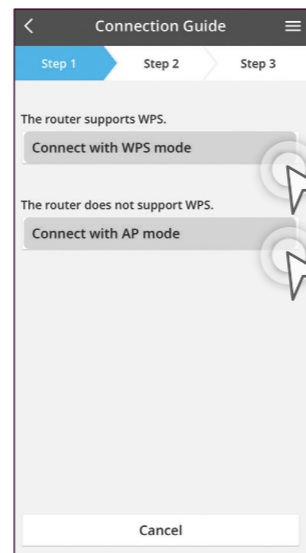 Connection Guide
Step 1 Step 2 Step 3
The router supports WPS.
Connect with WPS mode
The router does not support WPS.
Connect with AP mode
Cancel